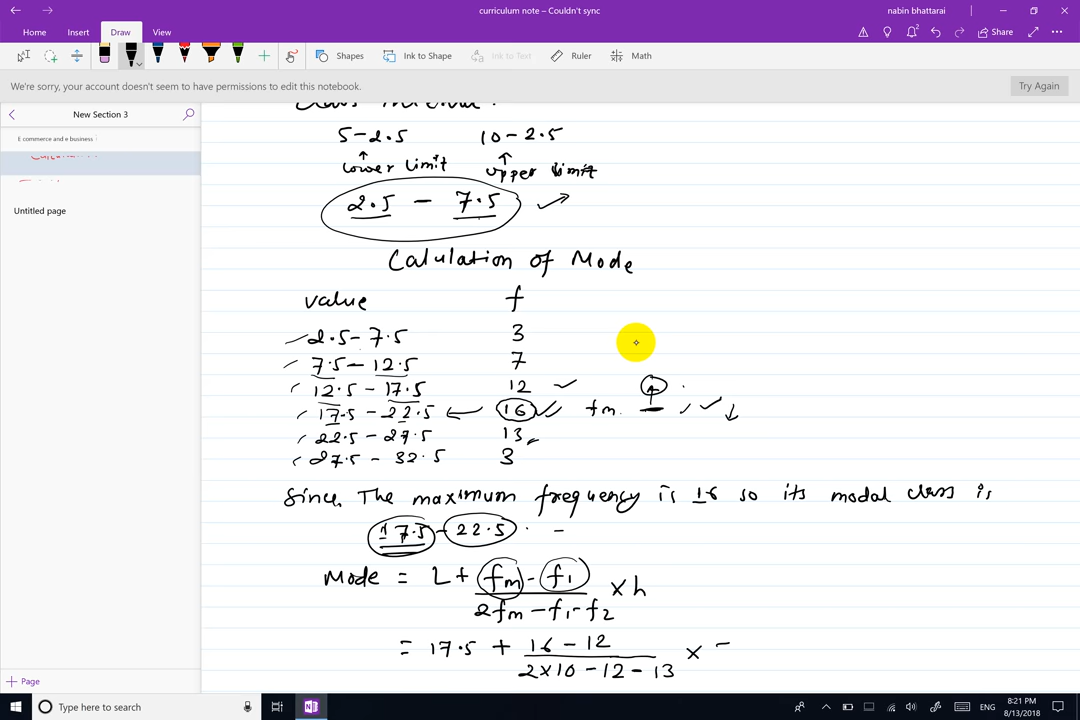 curriculum note – Couldn't sync
nabin bhattarai
Home Insert Draw View
Share
Shapes Ink to Shape Ink to Text Ruler Math
We're sorry, your account doesn't seem to have permissions to edit this notebook.
Try Again
New Section 3
E commerce and e business
Untitled page
Class interval.
5-2.5 10-2.5
lower limit upper limit
2.5 - 7.5
Calulation of Mode
value f
2.5-7.5 3
7.5-12.5 7
12.5-17.5 12
17.5-22.5 16 fm.
22.5-27.5 13
27.5-32.5 3
Since, The maximum frequency is 16 so its modal class is
17.5-22.5
Mode = L + fm - f1 × h
2fm - f1 - f2
= 17.5 + 16 - 12 ×
2×10 - 12 - 13
+ Page
Type here to search
ENG
8:21 PM
8/13/2018